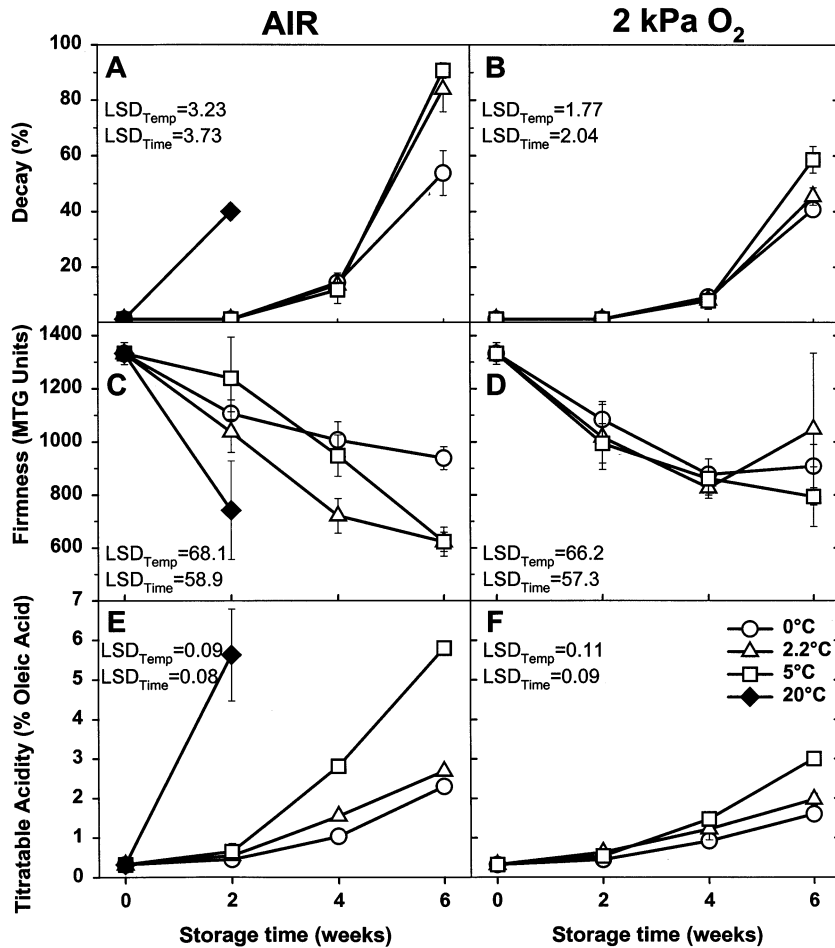 AIR
2 kPa O2
100
80
60
40
20
Decay (%)
A
LSDTemp=3.23
LSDTime=3.73
B
LSDTemp=1.77
LSDTime=2.04
1400
1200
1000
800
600
Firmness (MTG Units)
C
LSDTemp=68.1
LSDTime=58.9
D
LSDTemp=66.2
LSDTime=57.3
7
6
5
4
3
2
1
0
Titratable Acidity (% Oleic Acid)
E
LSDTemp=0.09
LSDTime=0.08
F
LSDTemp=0.11
LSDTime=0.09
0°C
2.2°C
5°C
20°C
0 2 4 6
Storage time (weeks)
0 2 4 6
Storage time (weeks)